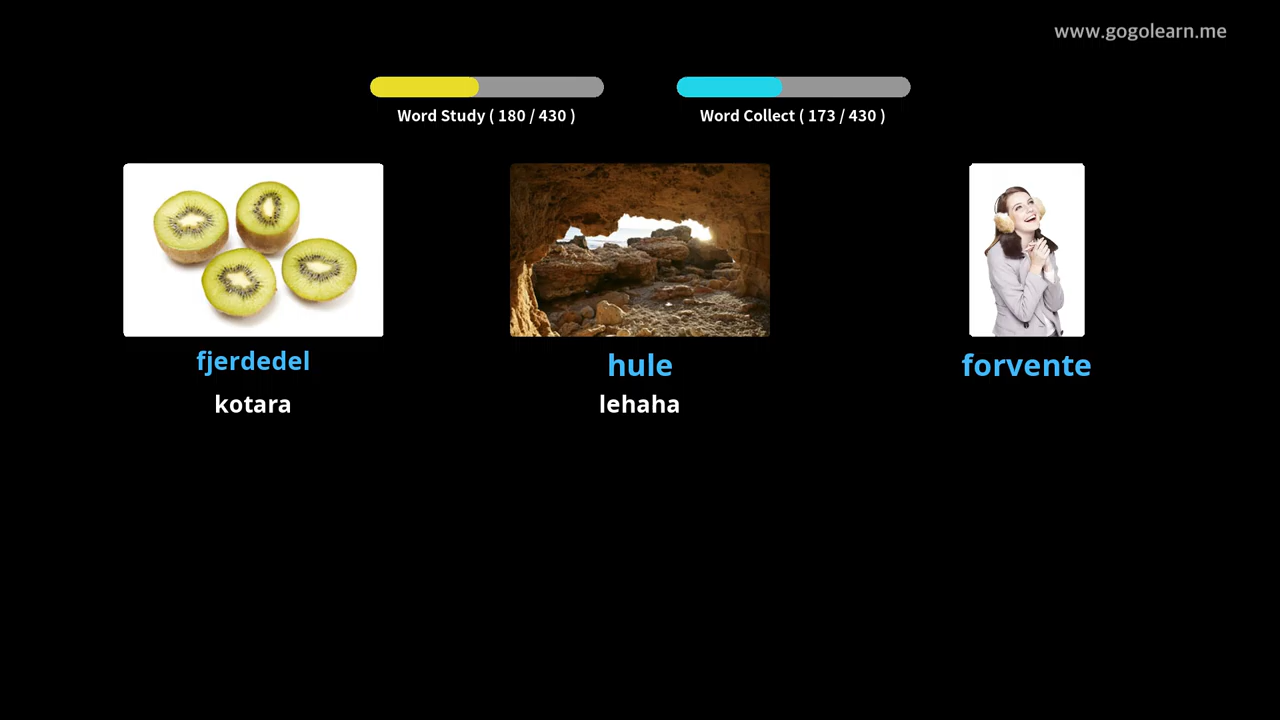 www.gogolearn.me
Word Study ( 180 / 430 )
Word Collect ( 173 / 430 )
fjerdedel
hule
forvente
kotara
lehaha